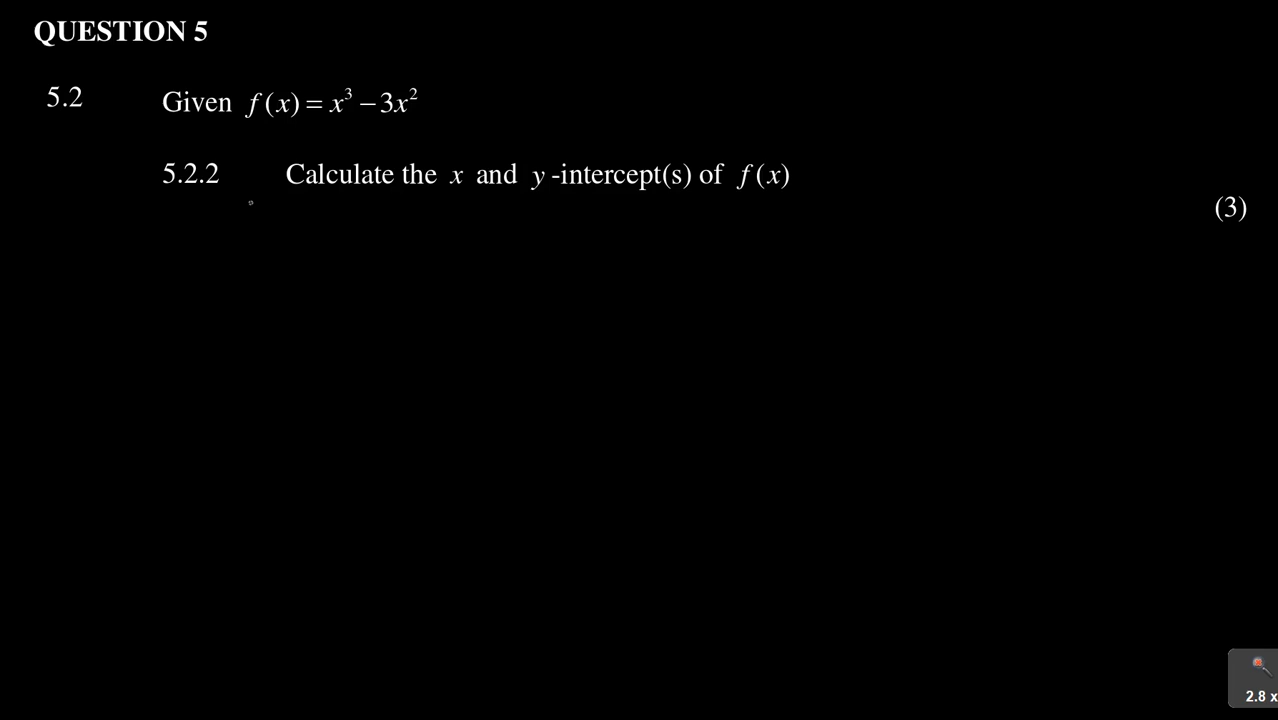 QUESTION 5
5.2 Given f(x) = x³ − 3x²
5.2.2 Calculate the x and y -intercept(s) of f(x)
(3)
2.8 x